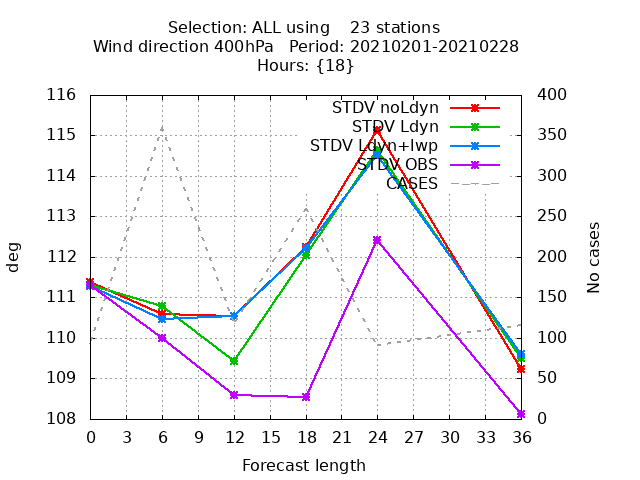 Selection: ALL using 23 stations
Wind direction 400hPa Period: 20210201-20210228
Hours: {18}
116
115
114
113
112
111
110
109
108
deg
STDV noLdyn
STDV Ldyn
STDV Ldyn+lwp
STDV OBS
CASES
400
350
300
250
200
150
100
50
0
No cases
0 3 6 9 12 15 18 21 24 27 30 33 36
Forecast length